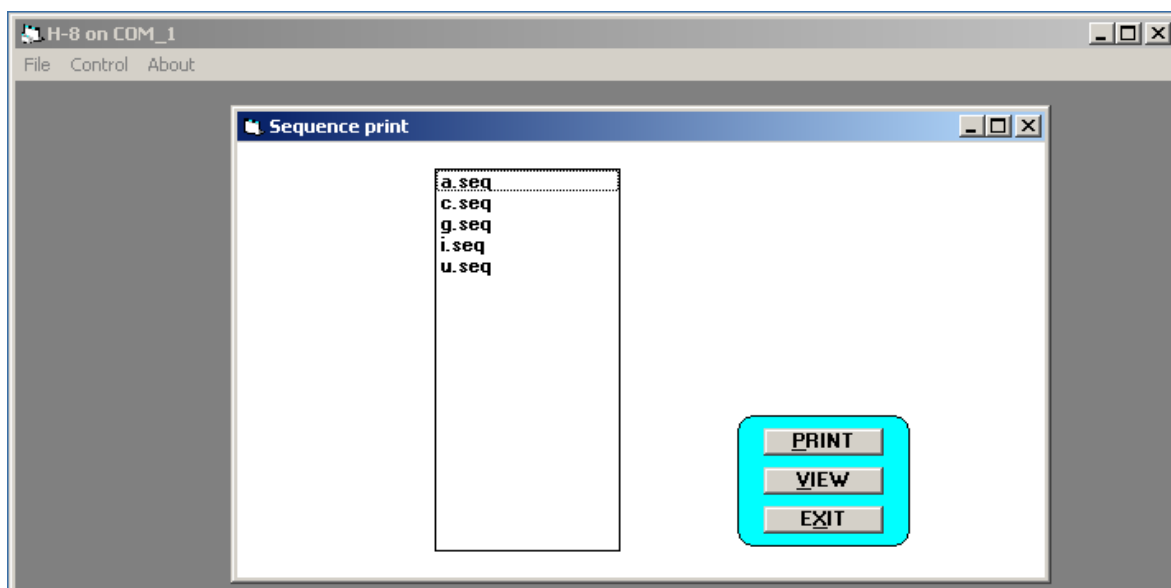 H-8 on COM_1
File Control About
Sequence print
a.seq
c.seq
g.seq
i.seq
u.seq
PRINT
VIEW
EXIT